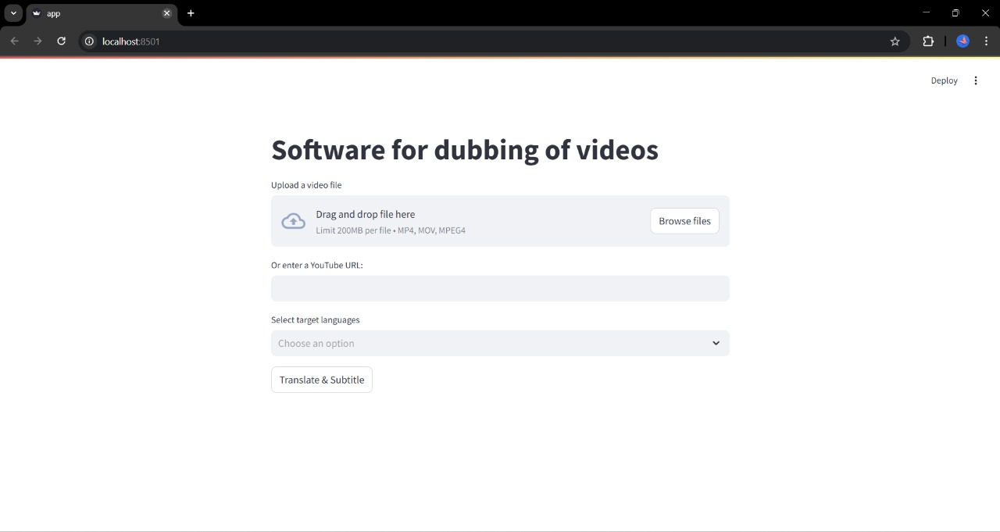 app
localhost:8501
Deploy
Software for dubbing of videos
Upload a video file
Drag and drop file here
Limit 200MB per file • MP4, MOV, MPEG4
Browse files
Or enter a YouTube URL:
Select target languages
Choose an option
Translate & Subtitle